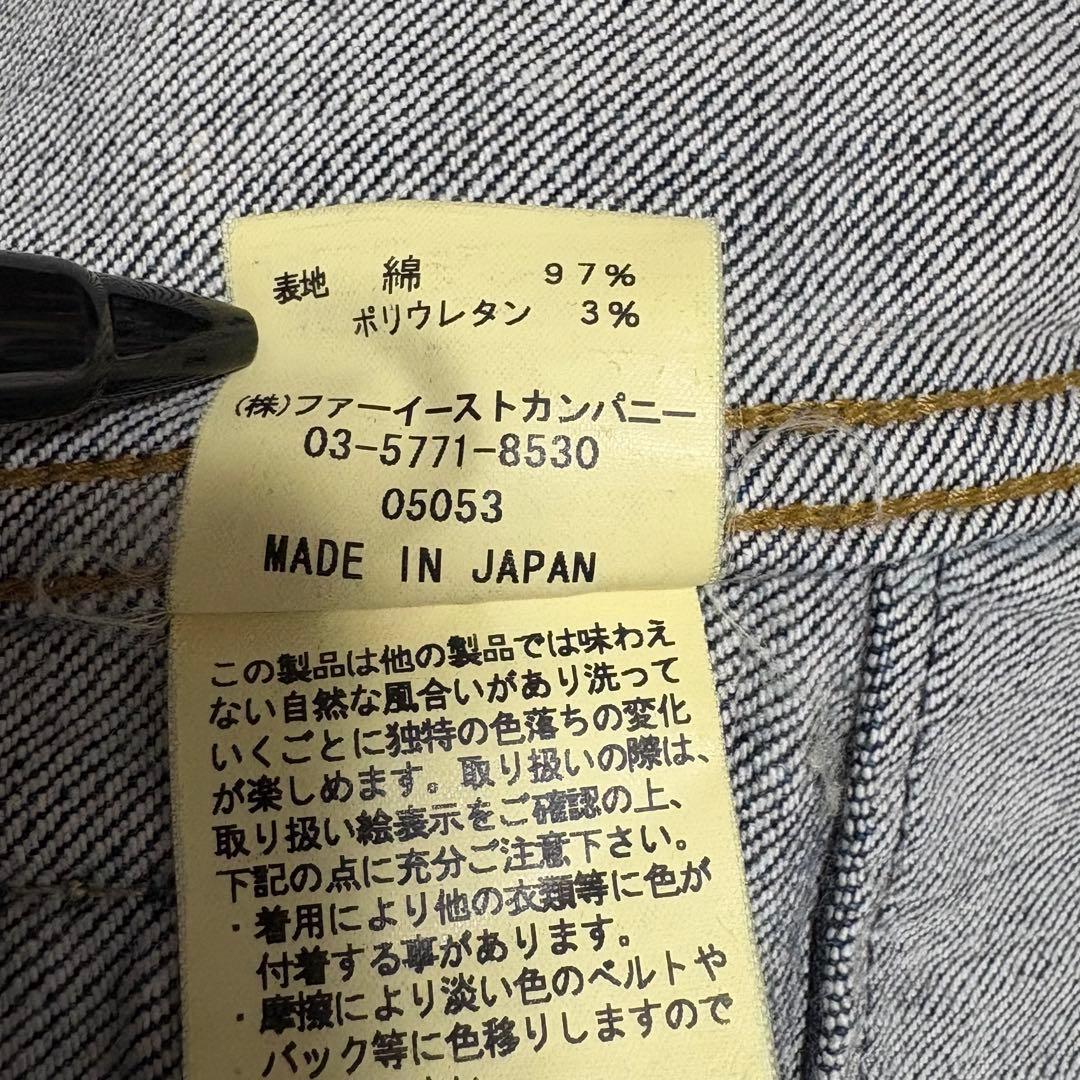 表地 綿 97%
ポリウレタン 3%
(株)ファーイーストカンパニー
03-5771-8530
05053
MADE IN JAPAN
この製品は他の製品では味わえ
ない自然な風合いがあり洗って
いくごとに独特の色落ちの変化
が楽しめます。取り扱いの際は、
取り扱い絵表示をご確認の上、
下記の点に充分ご注意下さい。
・着用により他の衣類等に色が
付着する事があります。
・摩擦により淡い色のベルトや
バック等に色移りしますので